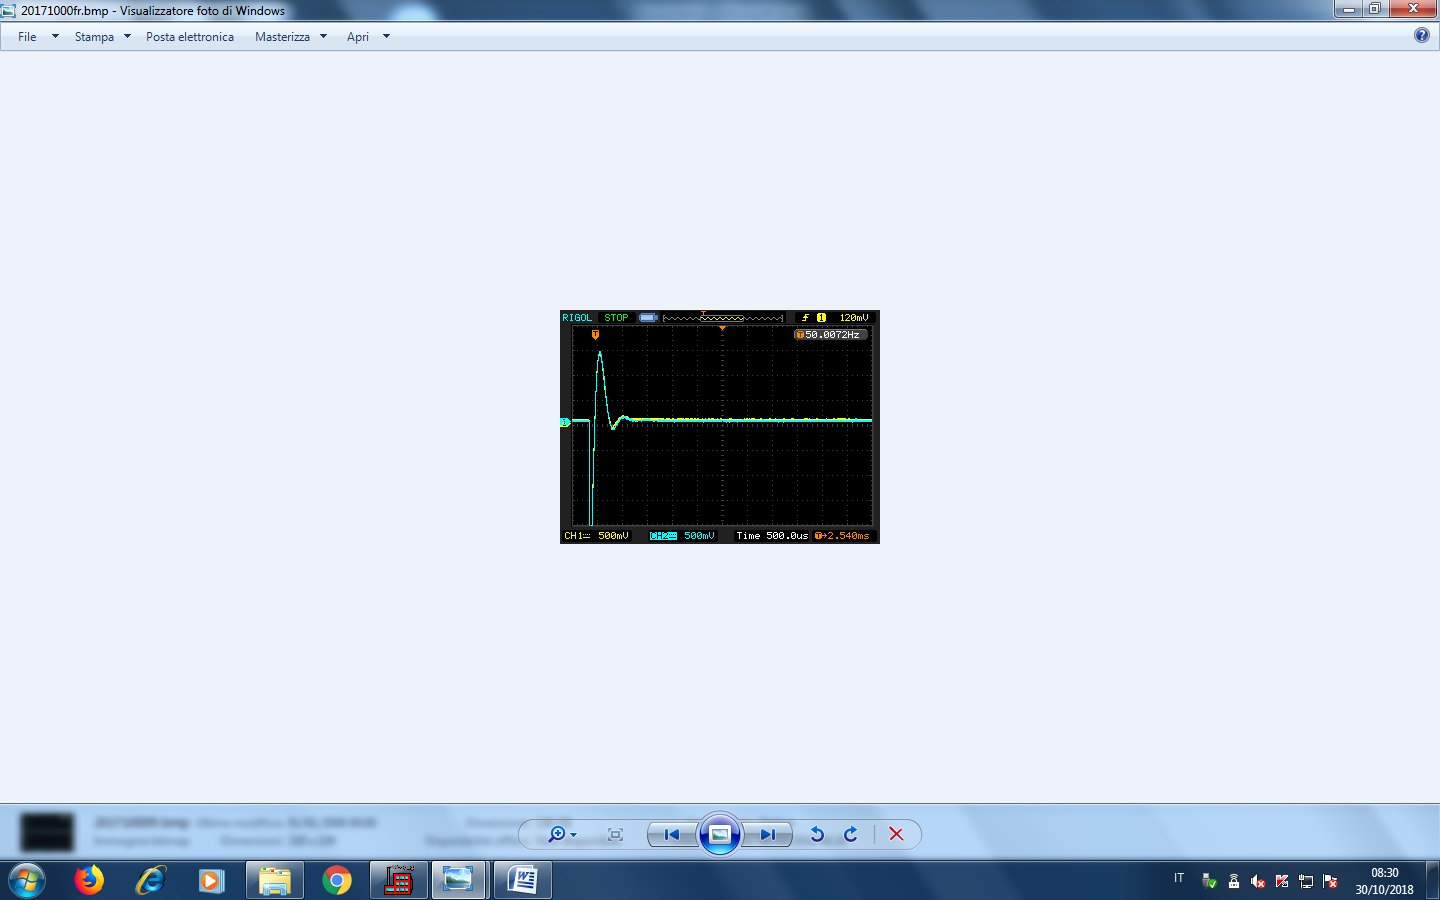 20171000fr.bmp - Visualizzatore foto di Windows
File Stampa Posta elettronica Masterizza Apri
RIGOL STOP T 1 120mV
T T 50.0072Hz
CH1 500mV CH2 500mV Time 500.0us T→2.540ms
IT
08:30
30/10/2018